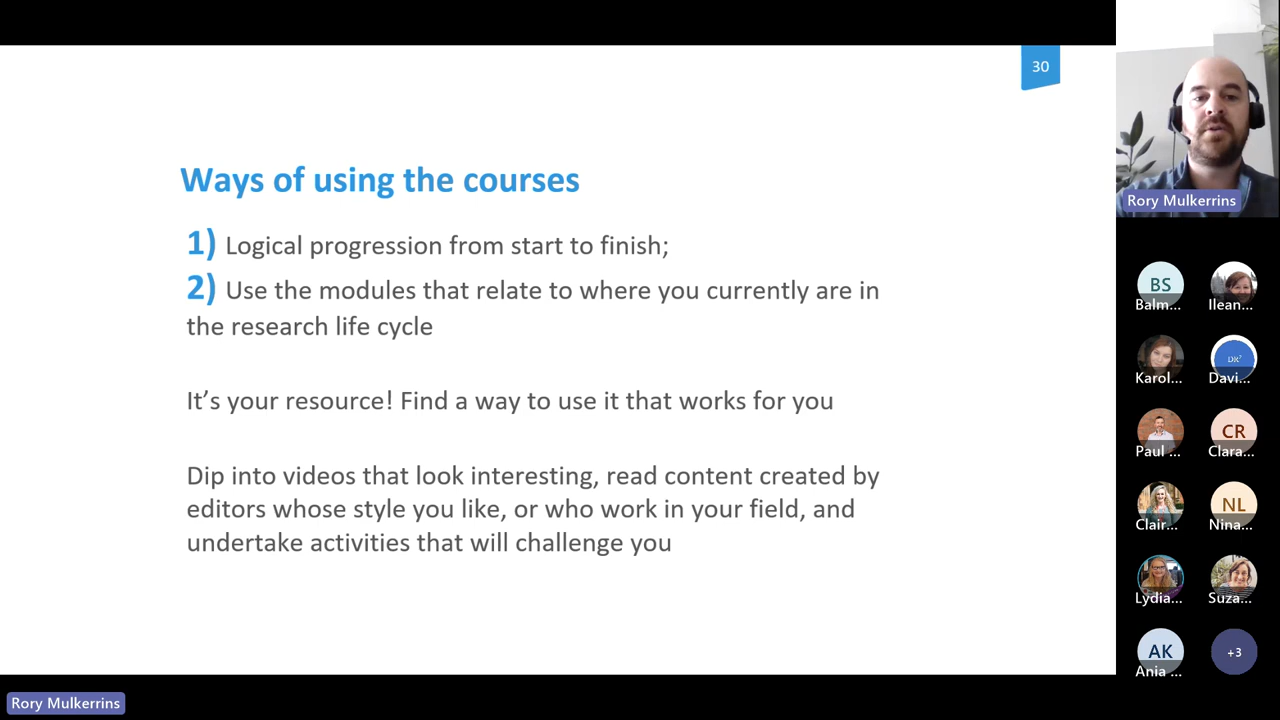 30
Ways of using the courses
1) Logical progression from start to finish;
2) Use the modules that relate to where you currently are in
the research life cycle
It's your resource! Find a way to use it that works for you
Dip into videos that look interesting, read content created by
editors whose style you like, or who work in your field, and
undertake activities that will challenge you
Rory Mulkerrins
BS
Balm...
Ilean...
Karol...
DK²
Davi...
Paul ...
CR
Clara...
Clair...
NL
Nina...
Lydia...
Suza...
AK
Ania ...
+3
Rory Mulkerrins